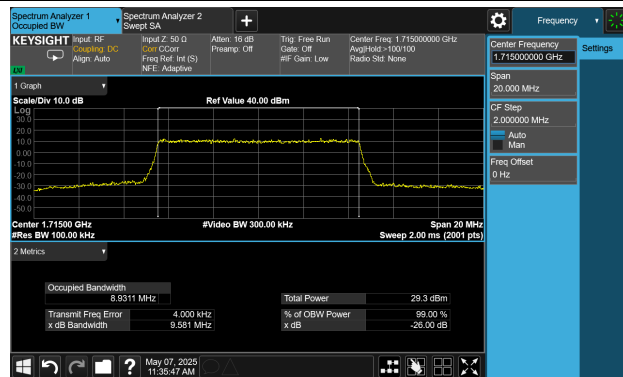 Spectrum Analyzer 1
Occupied BW
Spectrum Analyzer 2
Swept SA
+
Frequency
KEYSIGHT
Input: RF
Coupling: DC
Align: Auto
Input Z: 50 Ω
Corr CCorr
Freq Ref: Int (S)
NFE: Adaptive
Atten: 16 dB
Preamp: Off
Trig: Free Run
Gate: Off
#IF Gain: Low
Center Freq: 1.715000000 GHz
Avg|Hold:>100/100
Radio Std: None
Center Frequency
1.715000000 GHz
Settings
Span
20.000 MHz
CF Step
2.000000 MHz
Auto
Man
Freq Offset
0 Hz
1 Graph
Scale/Div 10.0 dB
Ref Value 40.00 dBm
Log
30.0
20.0
10.0
0.00
-10.0
-20.0
-30.0
-40.0
-50.0
Center 1.71500 GHz
#Video BW 300.00 kHz
Span 20 MHz
#Res BW 100.00 kHz
Sweep 2.00 ms (2001 pts)
2 Metrics
Occupied Bandwidth
8.9311 MHz
Total Power
29.3 dBm
Transmit Freq Error
4.000 kHz
% of OBW Power
99.00 %
x dB Bandwidth
9.581 MHz
x dB
-26.00 dB
?
May 07, 2025
11:35:47 AM